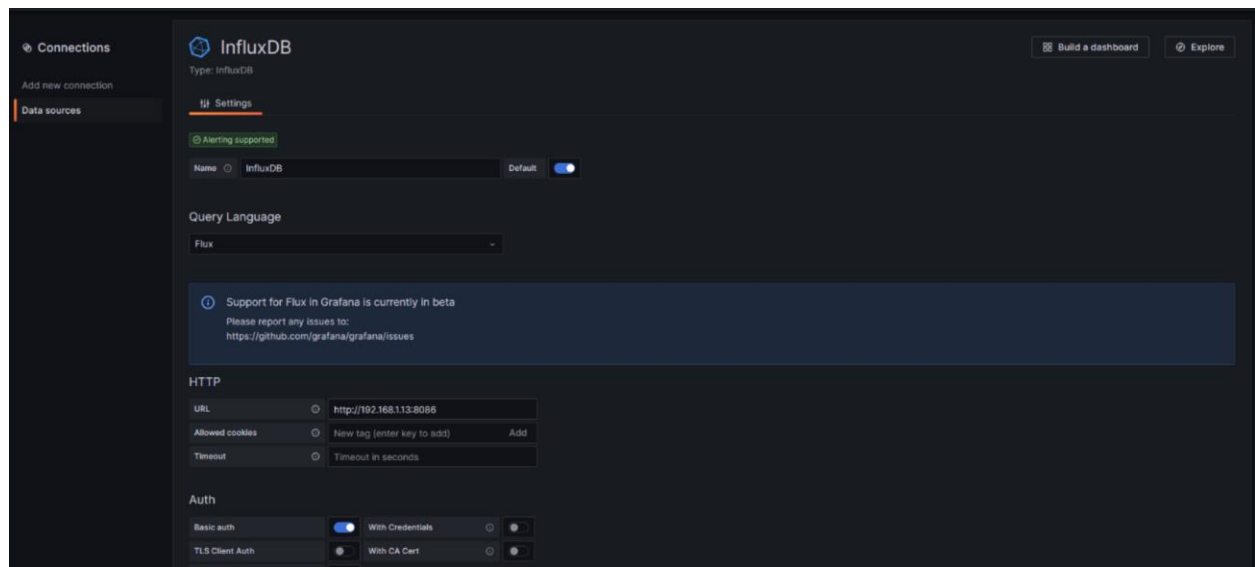 Connections
Add new connection
Data sources
InfluxDB
Type: InfluxDB
Build a dashboard
Explore
Settings
Alerting supported
Name InfluxDB Default
Query Language
Flux
Support for Flux in Grafana is currently in beta
Please report any issues to:
https://github.com/grafana/grafana/issues
HTTP
URL http://192.168.1.13:8086
Allowed cookies New tag (enter key to add) Add
Timeout Timeout in seconds
Auth
Basic auth With Credentials
TLS Client Auth With CA Cert